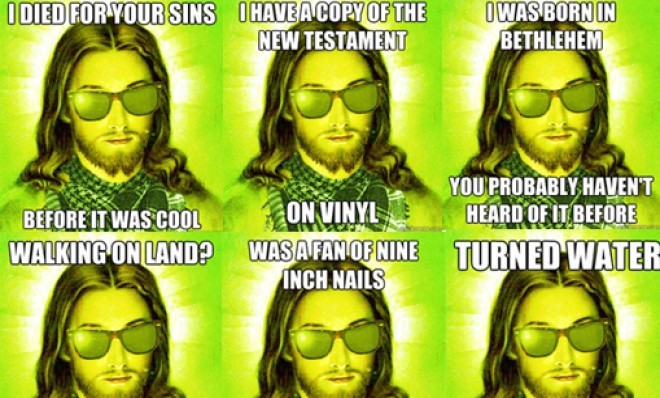 I DIED FOR YOUR SINS
BEFORE IT WAS COOL
I HAVE A COPY OF THE
NEW TESTAMENT
ON VINYL
I WAS BORN IN
BETHLEHEM
YOU PROBABLY HAVEN'T
HEARD OF IT BEFORE
WALKING ON LAND?
WAS A FAN OF NINE
INCH NAILS
TURNED WATER